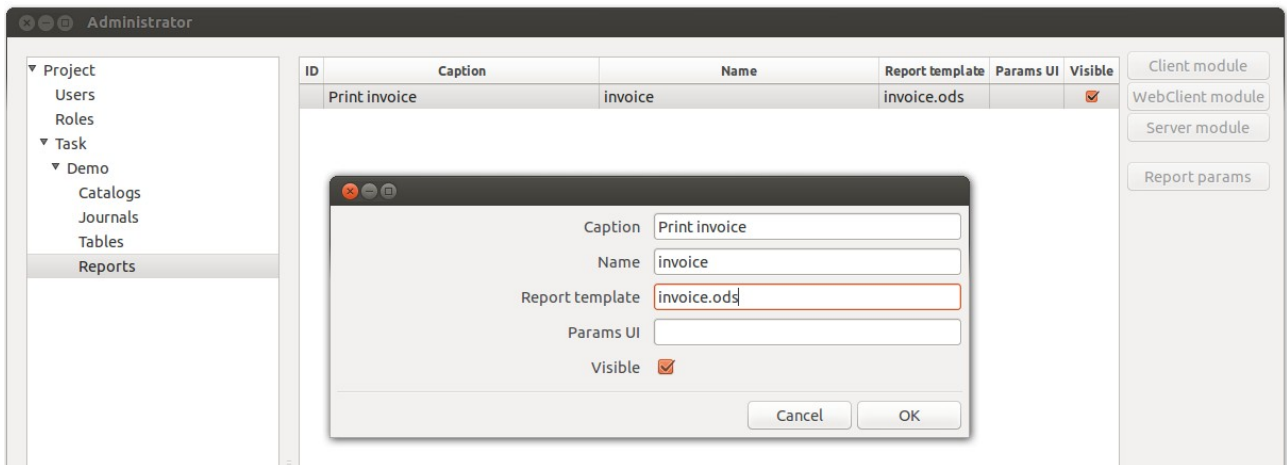 Administrator
Project
Users
Roles
Task
Demo
Catalogs
Journals
Tables
Reports
ID Caption Name Report template Params UI Visible
Print invoice invoice invoice.ods
Client module
WebClient module
Server module
Report params
Caption Print invoice
Name invoice
Report template invoice.ods
Params UI
Visible
Cancel OK